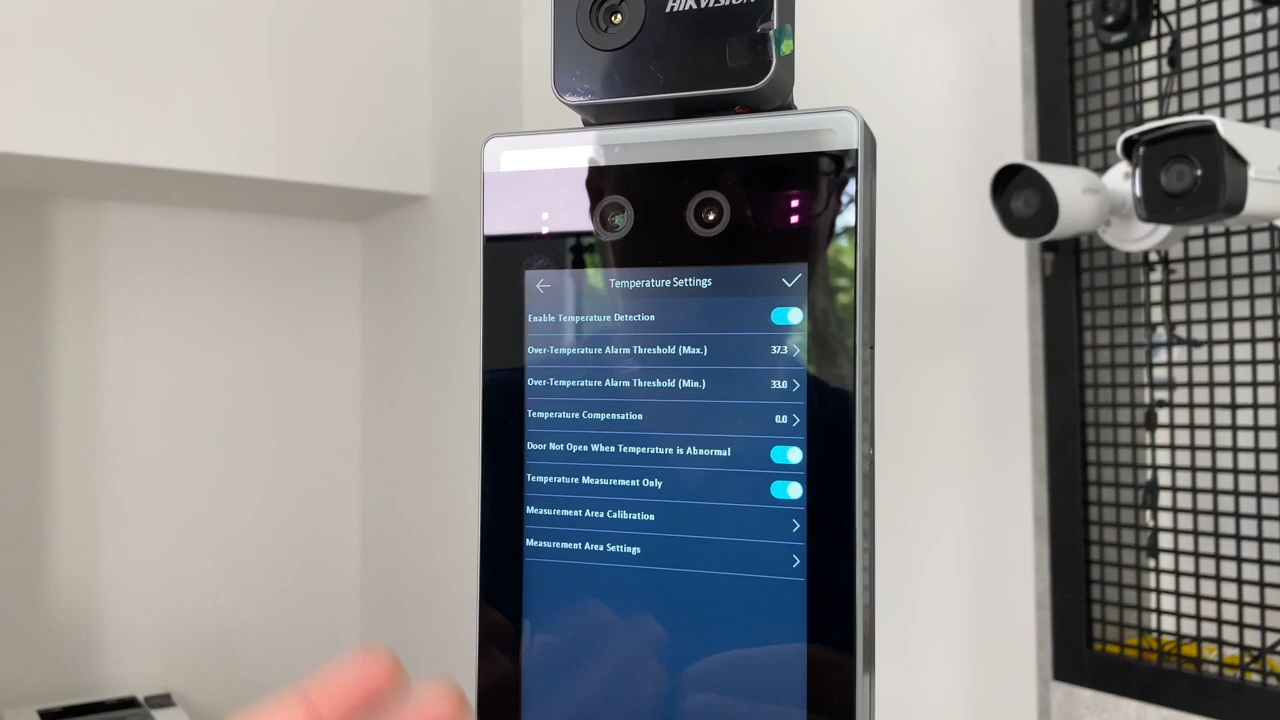 HIKVISION
Temperature Settings
Enable Temperature Detection
Over-Temperature Alarm Threshold (Max.) 37.3
Over-Temperature Alarm Threshold (Min.) 33.0
Temperature Compensation 0.0
Door Not Open When Temperature is Abnormal
Temperature Measurement Only
Measurement Area Calibration
Measurement Area Settings